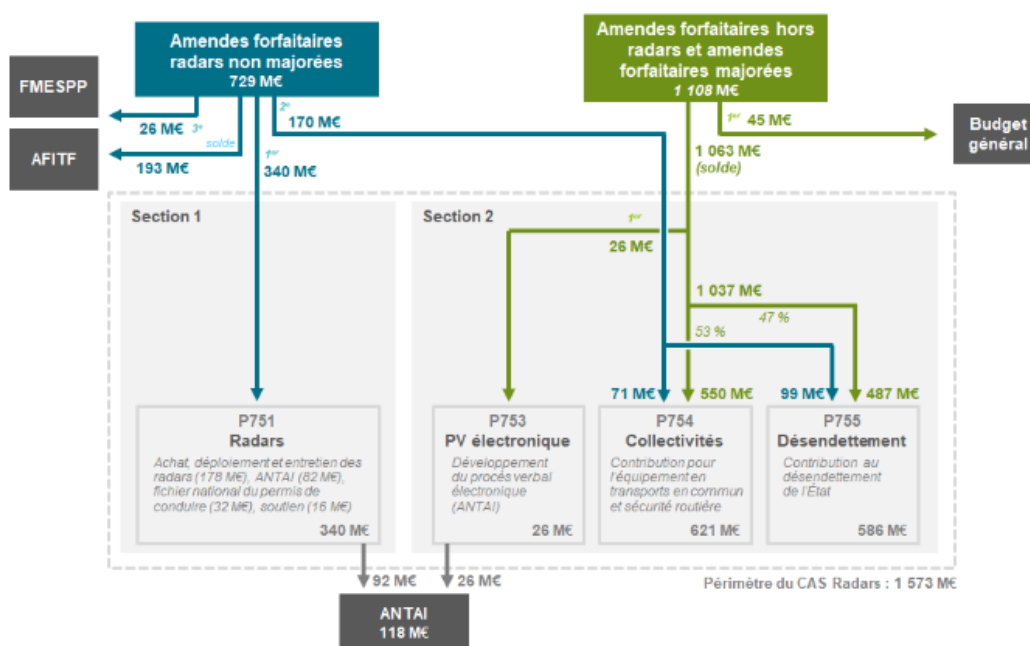 Amendes forfaitaires
radars non majorées
729 M€
Amendes forfaitaires hors
radars et amendes
forfaitaires majorées
1 108 M€
FMESPP
AFITF
Budget
général
26 M€
3e
solde
193 M€
1er
340 M€
2e
170 M€
1er 45 M€
1 063 M€
(solde)
Section 1
Section 2
1er
26 M€
1 037 M€
47 %
53 %
71 M€
550 M€
99 M€
487 M€
P751
Radars
Achat, déploiement et entretien des
radars (178 M€), ANTAI (82 M€),
fichier national du permis de
conduire (32 M€), soutien (16 M€)
340 M€
P753
PV électronique
Développement
du procès verbal
électronique
(ANTAI)
26 M€
P754
Collectivités
Contribution pour
l'équipement en
transports en commun
et sécurité routière
621 M€
P755
Désendettement
Contribution au
désendettement
de l'État
586 M€
92 M€
26 M€
Périmètre du CAS Radars : 1 573 M€
ANTAI
118 M€